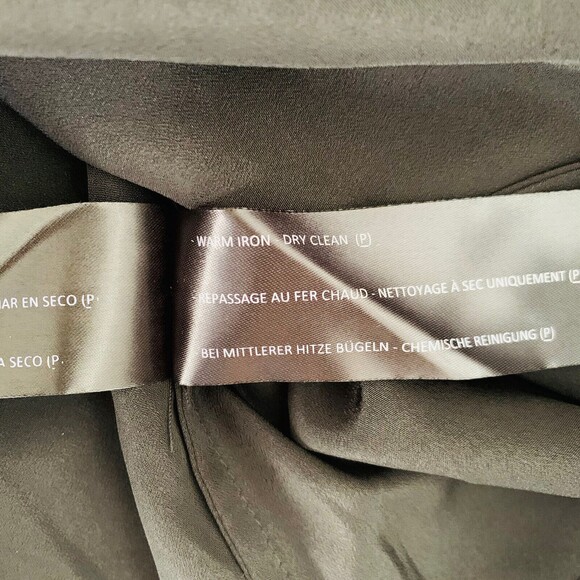 · WARM IRON - DRY CLEAN (P) .
· REPASSAGE AU FER CHAUD - NETTOYAGE À SEC UNIQUEMENT (P)
BEI MITTLERER HITZE BÜGELN - CHEMISCHE REINIGUNG (P)
EN SECO (P) .
A SECO (P) .